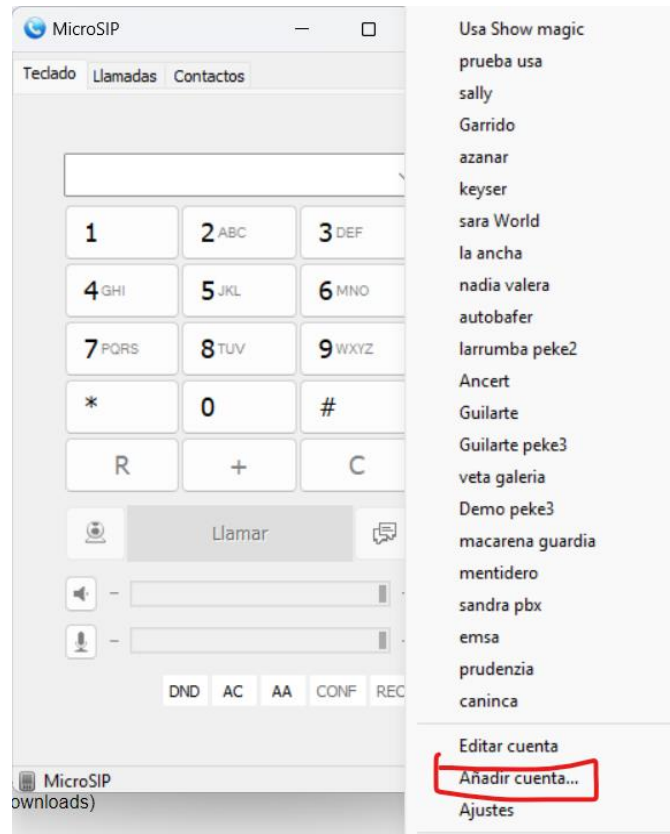 MicroSIP
Teclado Llamadas Contactos
1 2 ABC 3 DEF
4 GHI 5 JKL 6 MNO
7 PQRS 8 TUV 9 WXYZ
* 0 #
R + C
Llamar
DND AC AA CONF REC
MicroSIP
ownloads)
Usa Show magic
prueba usa
sally
Garrido
azanar
keyser
sara World
la ancha
nadia valera
autobafer
larrumba peke2
Ancert
Guilarte
Guilarte peke3
veta galeria
Demo peke3
macarena guardia
mentidero
sandra pbx
emsa
prudenzia
caninca
Editar cuenta
Añadir cuenta...
Ajustes